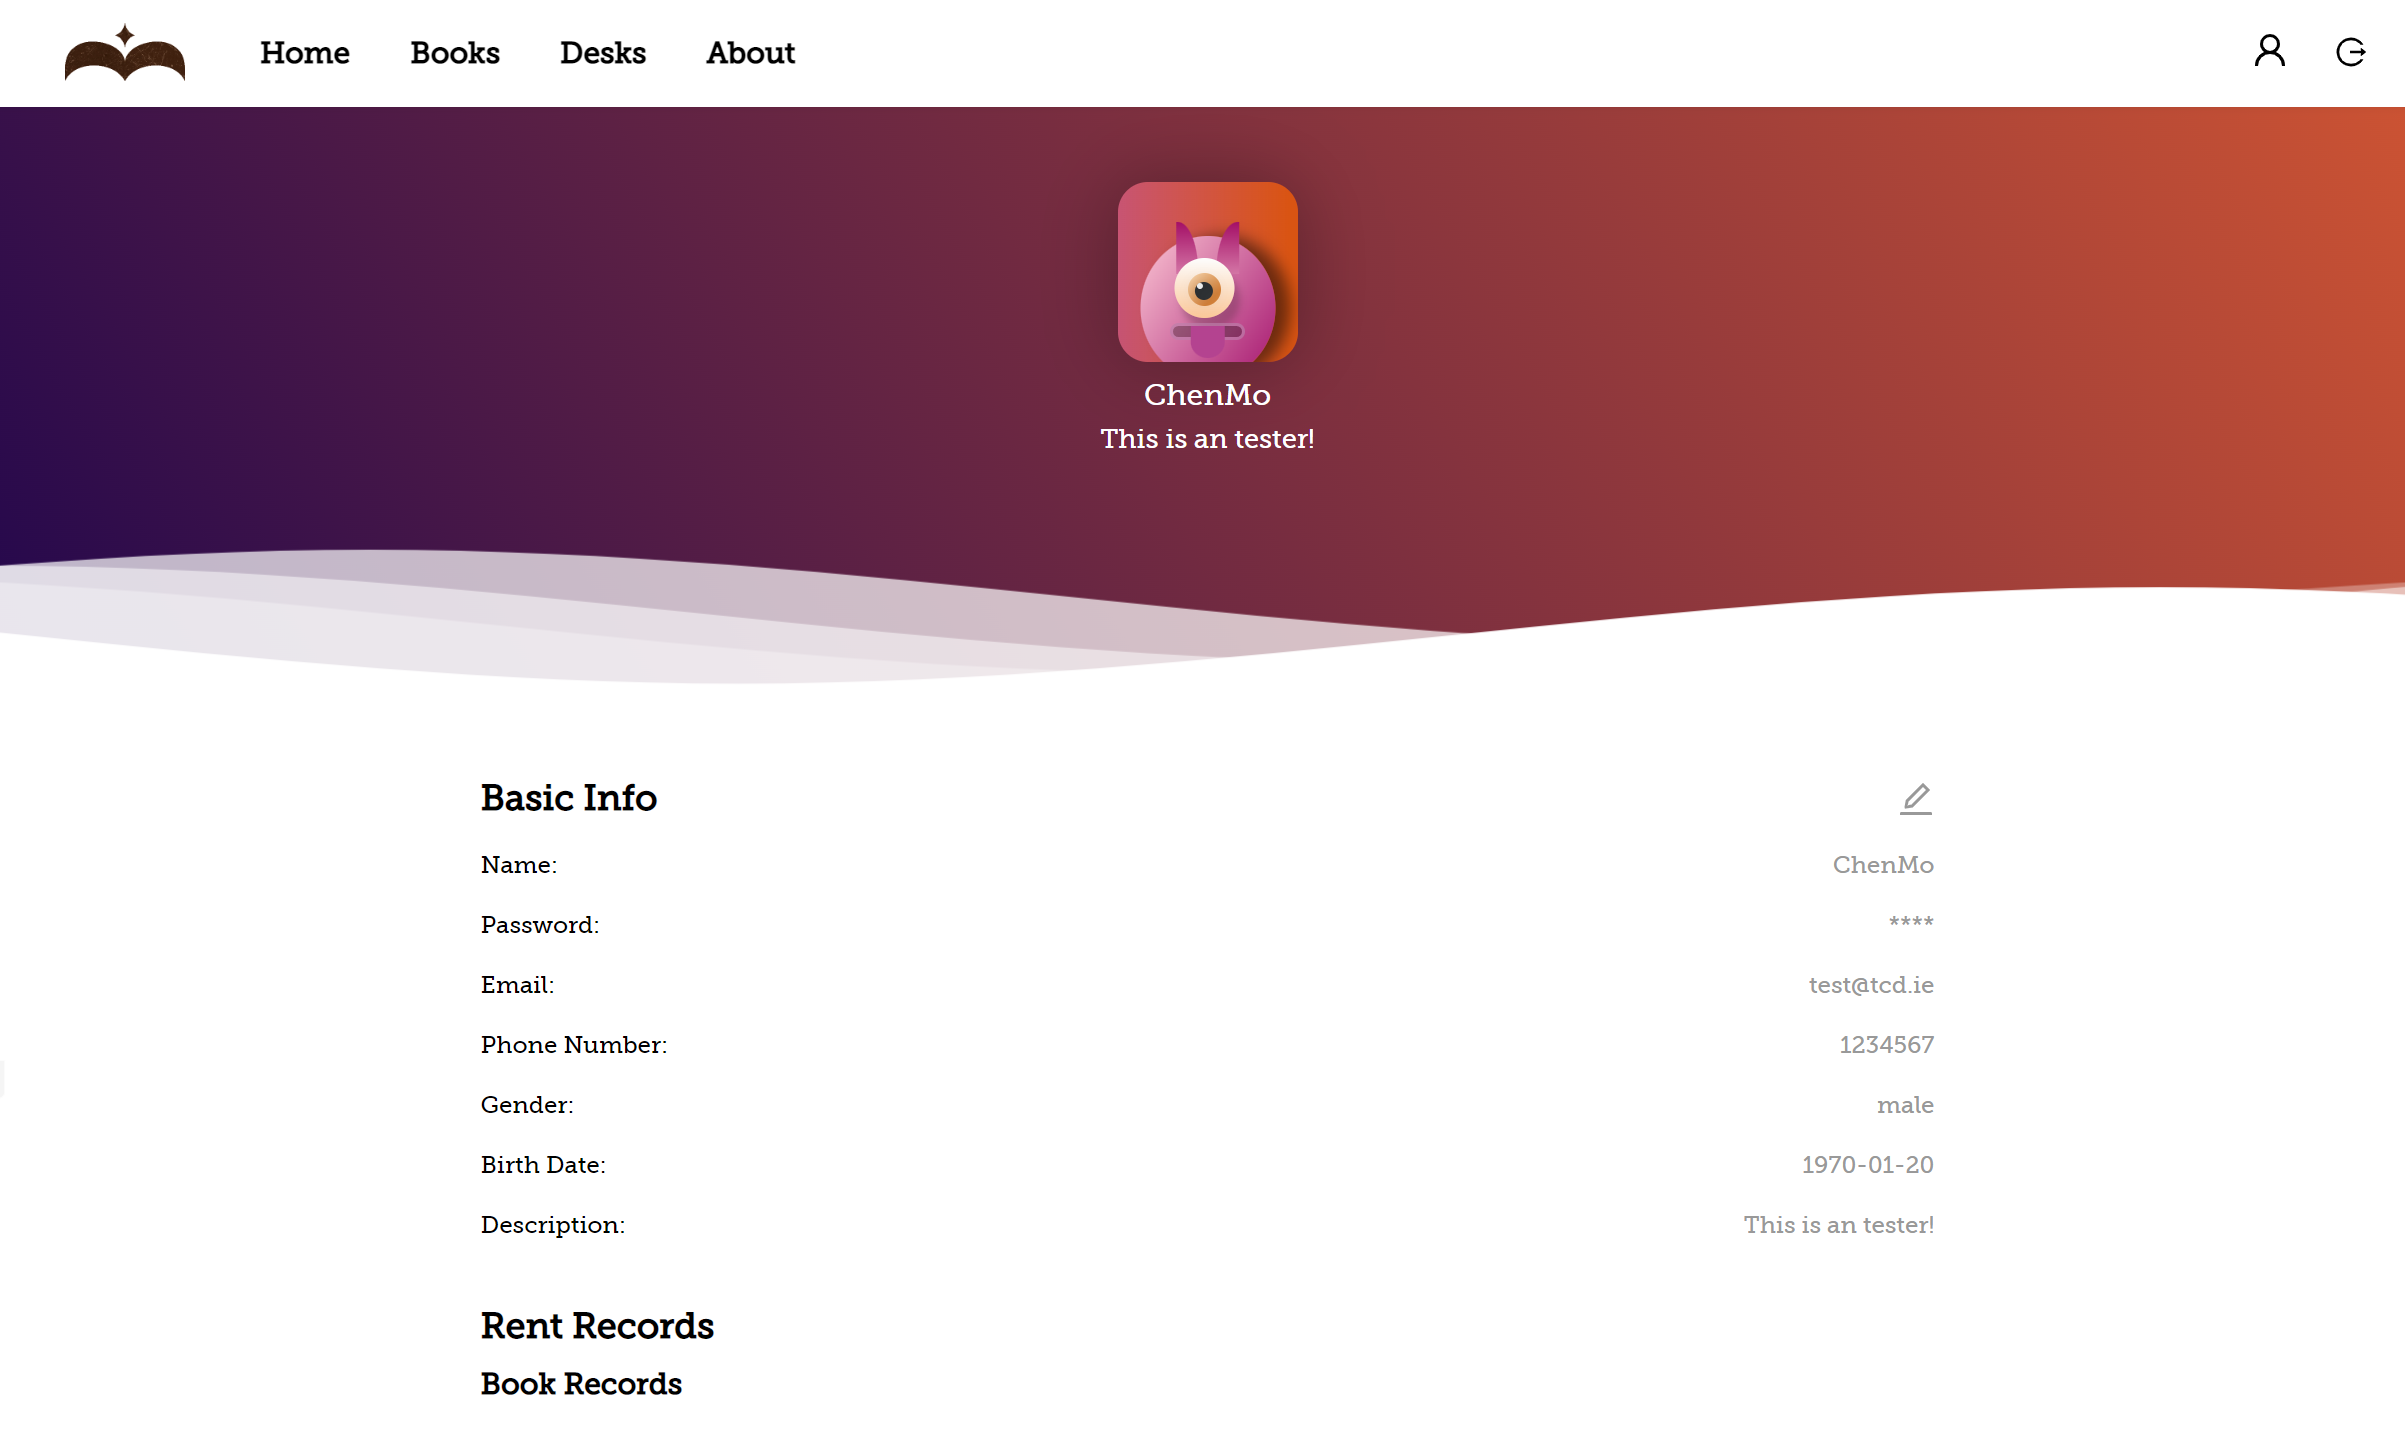 Home Books Desks About
ChenMo
This is an tester!
Basic Info
Name: ChenMo
Password: ****
Email: test@tcd.ie
Phone Number: 1234567
Gender: male
Birth Date: 1970-01-20
Description: This is an tester!
Rent Records
Book Records